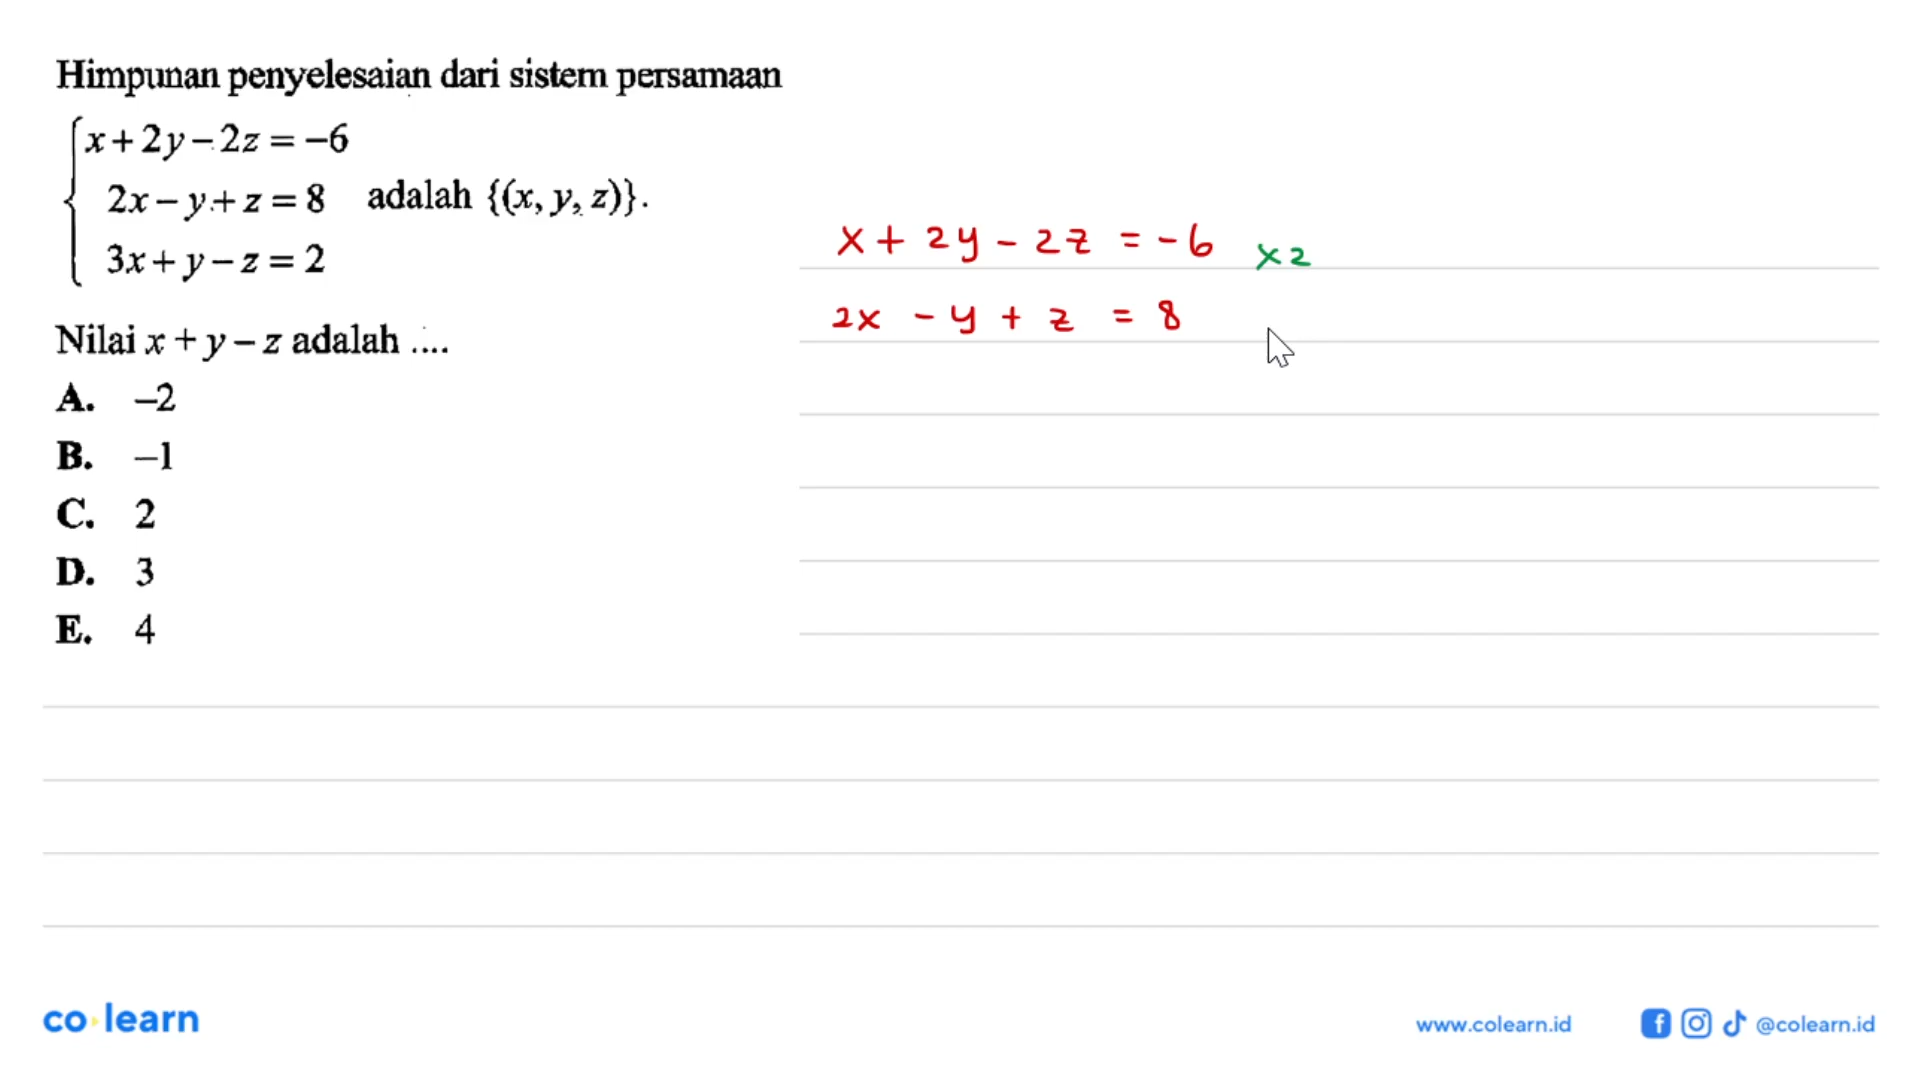 Himpunan penyelesaian dari sistem persamaan
x+2y-2z = -6
2x-y+z = 8 adalah {(x, y, z)}.
3x+y-z = 2
Nilai x+y-z adalah ....
A. -2
B. -1
C. 2
D. 3
E. 4
x + 2y - 2z = -6 x2
2x - y + z = 8
co learn
www.colearn.id
@colearn.id